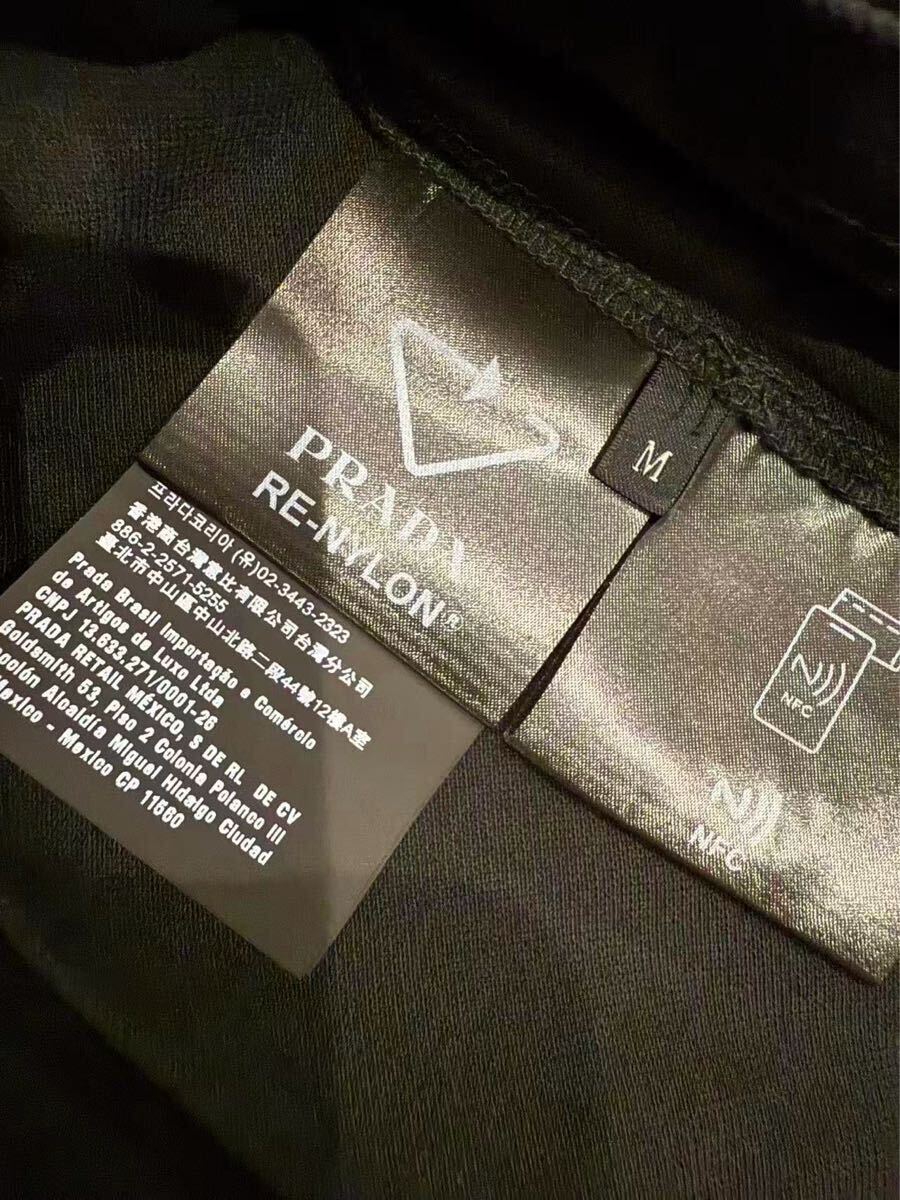 PRADA
RE-NYLON®
M
프라다코리아(유)02-3443-2323
香港商台灣普拉達股份有限公司台灣分公司
886-2-2571-5255
臺北市中山區中山北路二段44號12樓A室
Prada Brasil Importação e Comércio
de Artigos de Luxo Ltda
CNPJ 13.633.271/0001-26
PRADA RETAIL MÉXICO, S DE RL DE CV
Goldsmith 53, Piso 2 Colonia Polanco III
Alcaldía Miguel Hidalgo Ciudad
Mexico - Mexico CP 11560
NFC
NFC